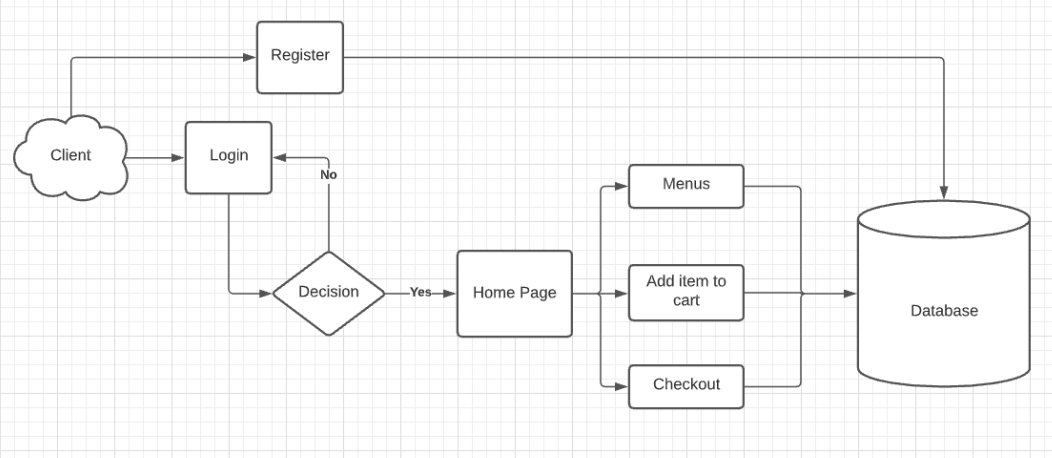 Register
Client
Login
No
Menus
Decision
Yes
Home Page
Add item to
cart
Database
Checkout